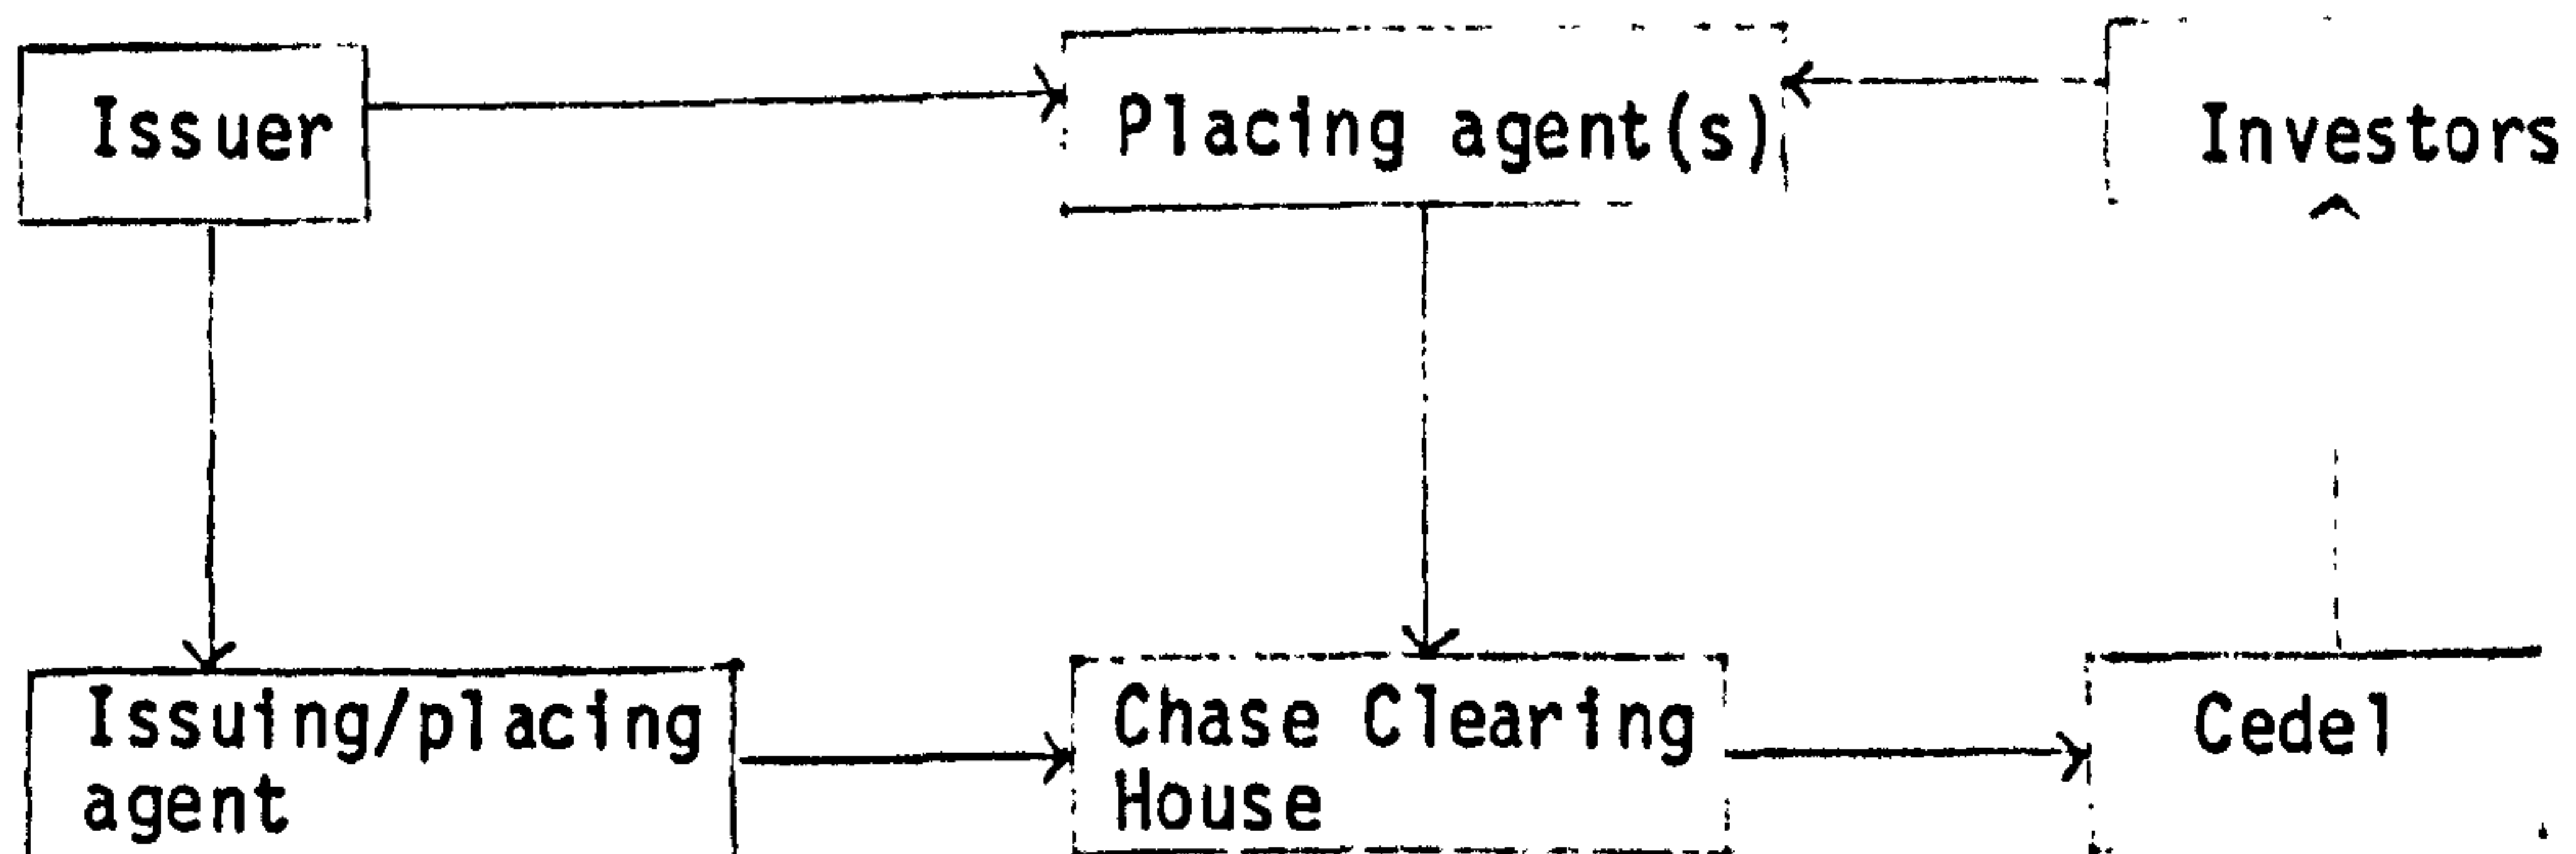 Issuer
Placing agent(s)
Investors
Issuing/placing
agent
Chase Clearing
House
Cedel